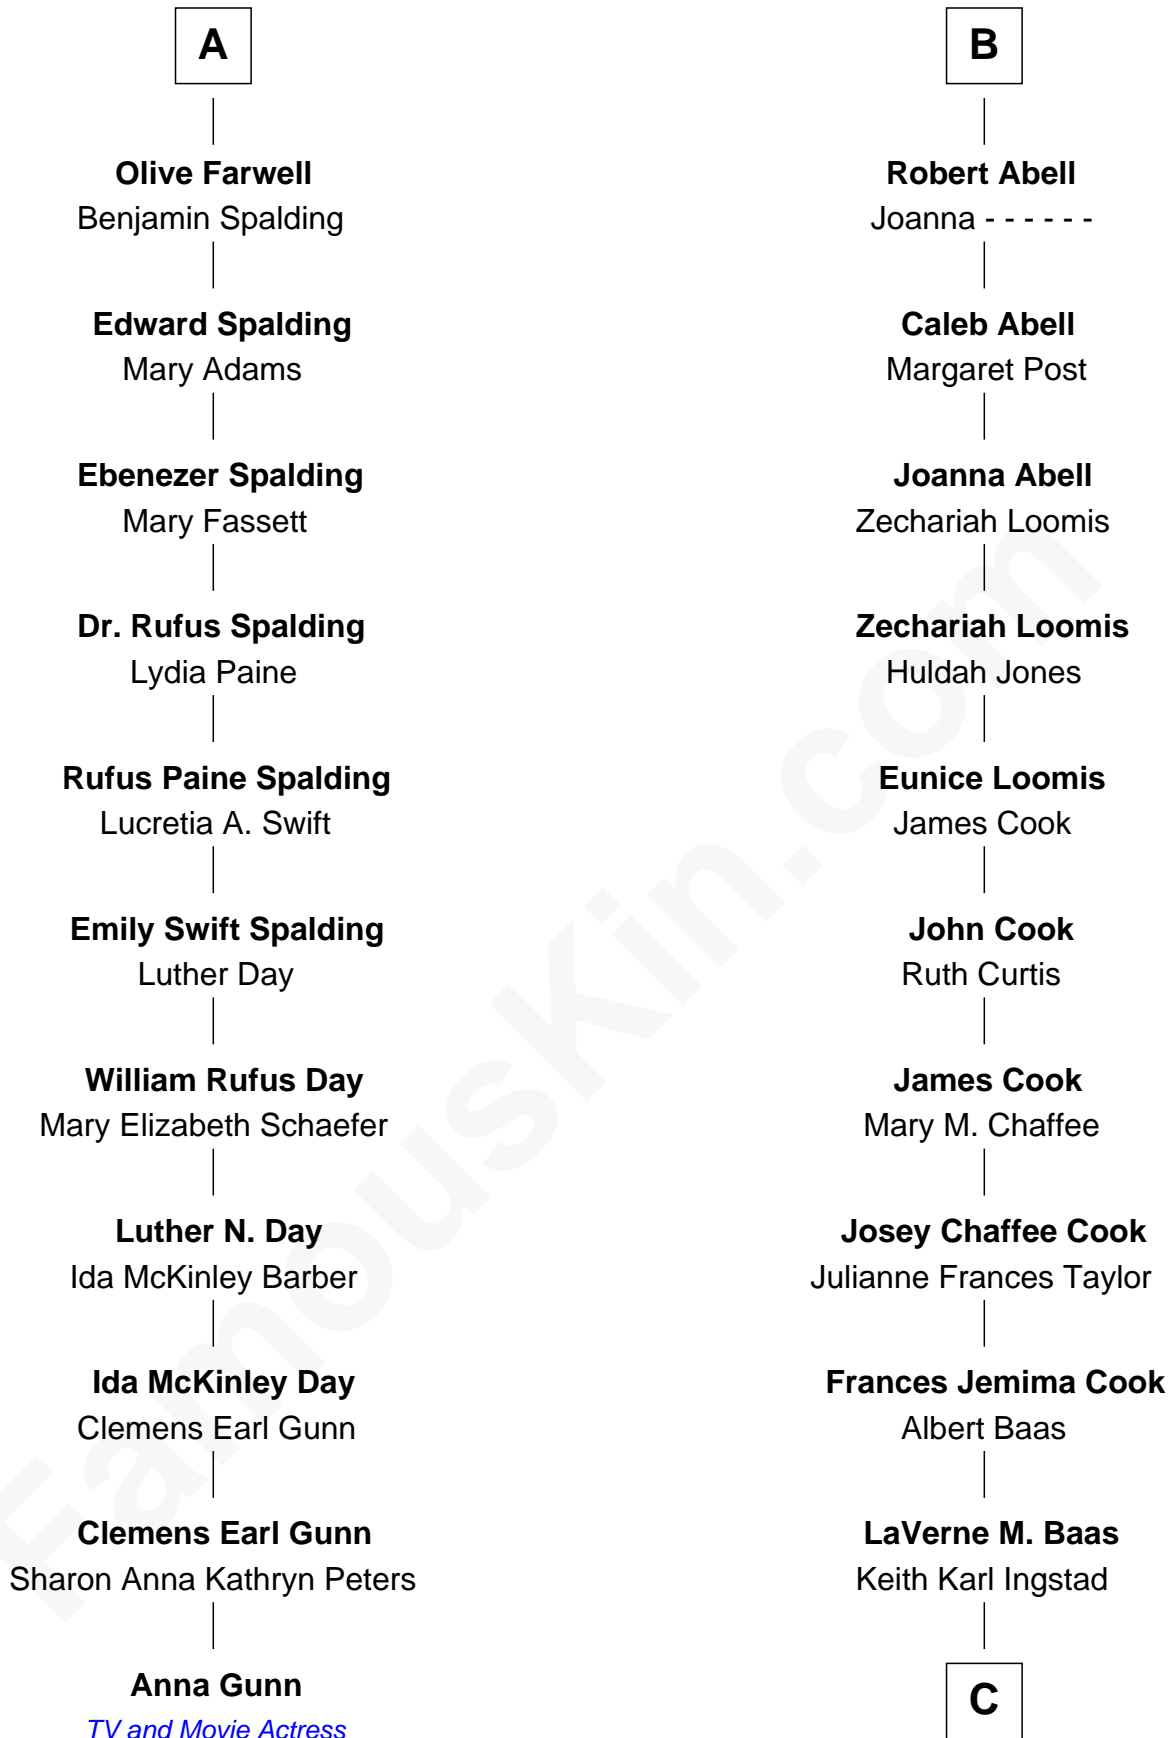 A
Olive Farwell
Benjamin Spalding
Edward Spalding
Mary Adams
Ebenezer Spalding
Mary Fassett
Dr. Rufus Spalding
Lydia Paine
Rufus Paine Spalding
Lucretia A. Swift
Emily Swift Spalding
Luther Day
William Rufus Day
Mary Elizabeth Schaefer
Luther N. Day
Ida McKinley Barber
Ida McKinley Day
Clemens Earl Gunn
Clemens Earl Gunn
Sharon Anna Kathryn Peters
Anna Gunn
TV and Movie Actress
B
Robert Abell
Joanna - - - - - -
Caleb Abell
Margaret Post
Joanna Abell
Zechariah Loomis
Zechariah Loomis
Huldah Jones
Eunice Loomis
James Cook
John Cook
Ruth Curtis
James Cook
Mary M. Chaffee
Josey Chaffee Cook
Julianne Frances Taylor
Frances Jemima Cook
Albert Baas
LaVerne M. Baas
Keith Karl Ingstad
C
FamousKin.com